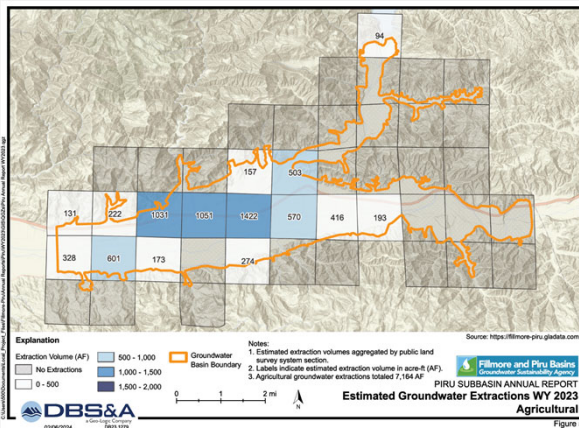 94
157
503
131
222
1031
1051
1422
570
416
193
328
601
173
274
Explanation
Extraction Volume (AF)
No Extractions
0 - 500
500 - 1,000
1,000 - 1,500
1,500 - 2,000
Groundwater
Basin Boundary
Notes:
1. Estimated extraction volumes aggregated by public land
survey system section.
2. Labels indicate estimated extraction volume in acre-ft (AF).
3. Agricultural groundwater extractions totaled 7,164 AF
0 1 2 mi
N
Source: https://fillmore-piru.gladata.com
Fillmore and Piru Basins
Groundwater Sustainability Agency
PIRU SUBBASIN ANNUAL REPORT
Estimated Groundwater Extractions WY 2023
Agricultural
Figure
DBS&A
a Geo-Logic Company